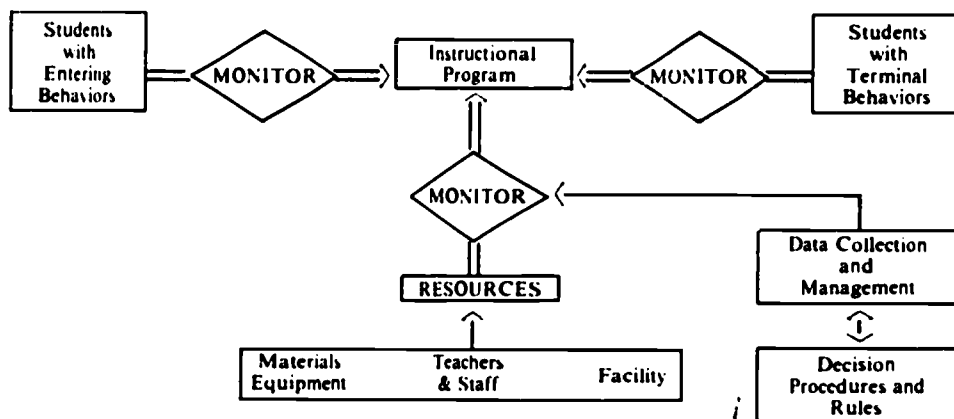 Students
with
Entering
Behaviors
MONITOR
Instructional
Program
MONITOR
Students
with
Terminal
Behaviors
MONITOR
RESOURCES
Data Collection
and
Management
Materials
Equipment
Teachers
& Staff
Facility
Decision
Procedures and
Rules
i